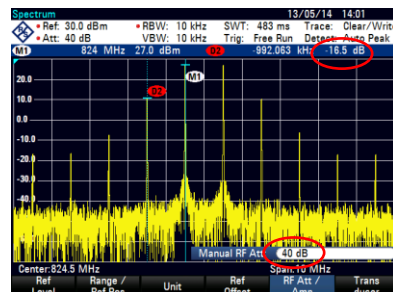 Spectrum 13/05/14 14:01
• Ref: 30.0 dBm • RBW: 10 kHz SWT: 483 ms Trace: Clear/Write
• Att: 40 dB VBW: 10 kHz Trig: Free Run Detect: Auto Peak
M1 824 MHz 27.0 dBm D2 -992.063 kHz -16.5 dB
M1
D2
20.0
10.0
0.0
-10.0
-20.0
-30.0
-40.0
Manual RF Att: 40 dB
Center:824.5 MHz Span:10 MHz
Ref Range / Unit Ref RF Att / Trans
Level Ref Pos Offset Amp ducer